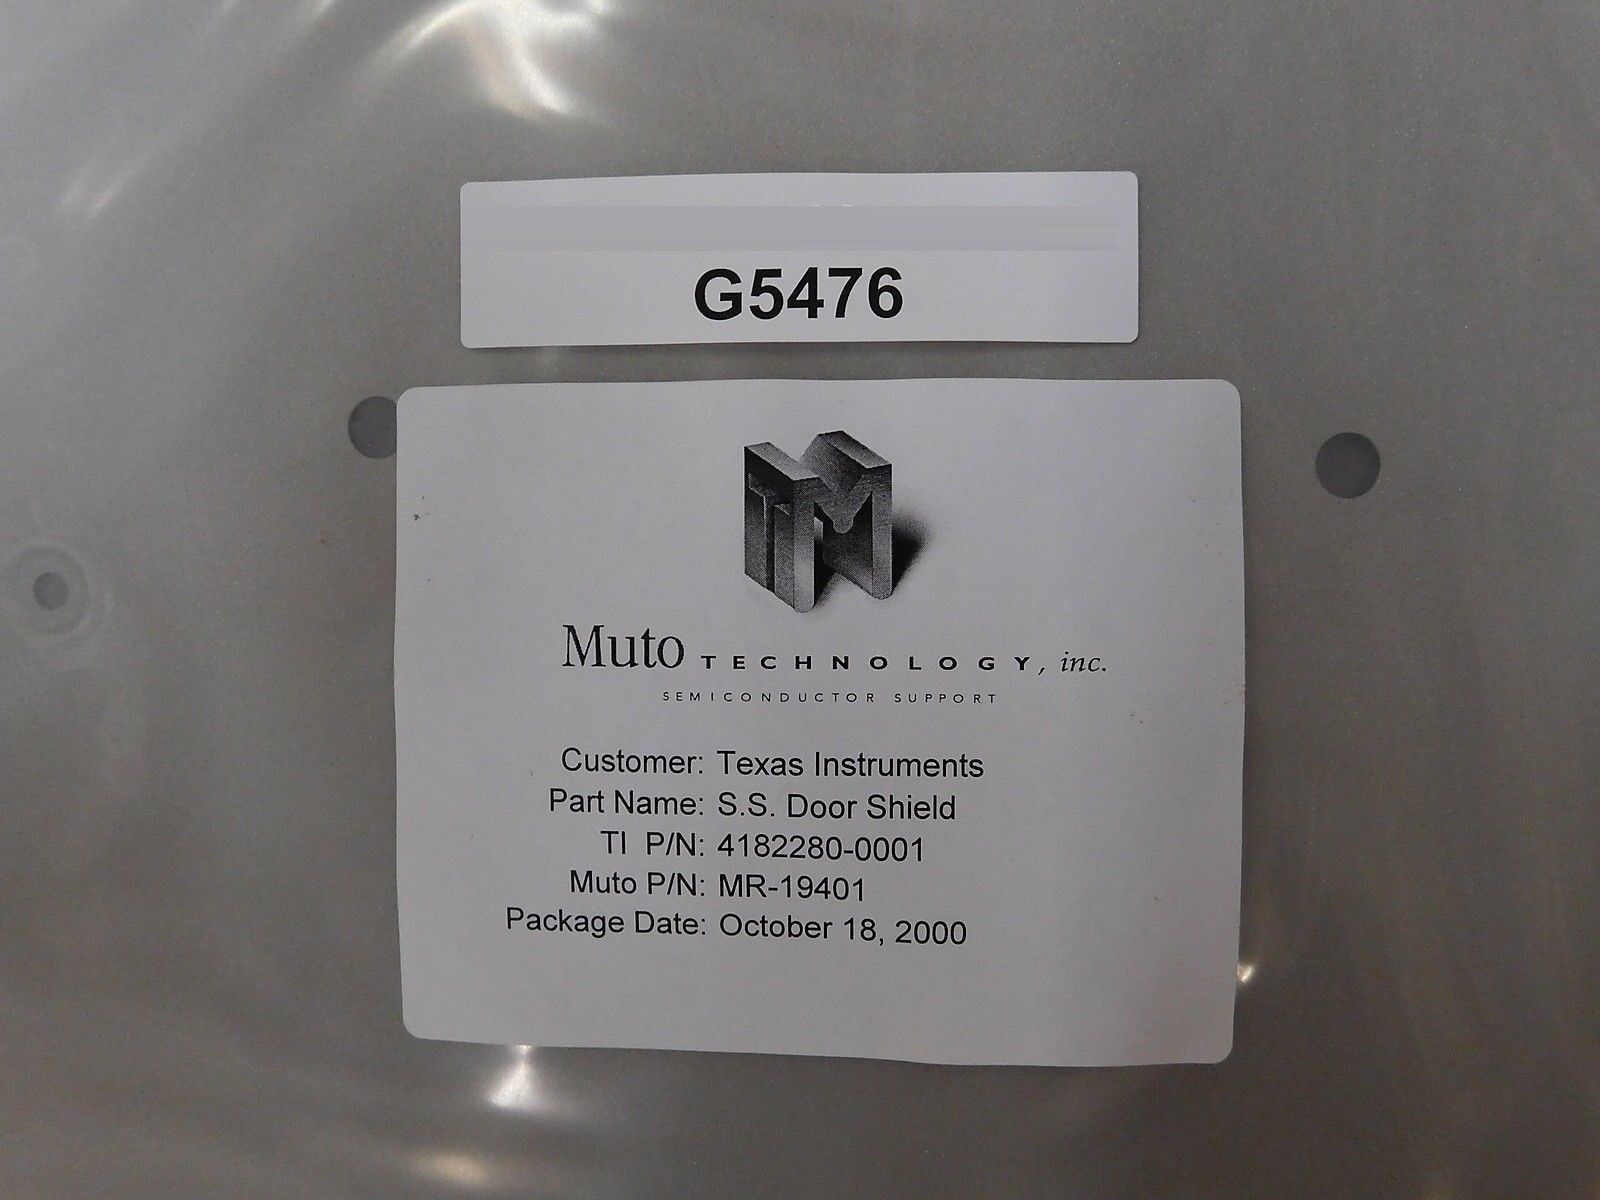 G5476
TM
Muto TECHNOLOGY, inc.
SEMICONDUCTOR SUPPORT
Customer: Texas Instruments
Part Name: S.S. Door Shield
TI P/N: 4182280-0001
Muto P/N: MR-19401
Package Date: October 18, 2000